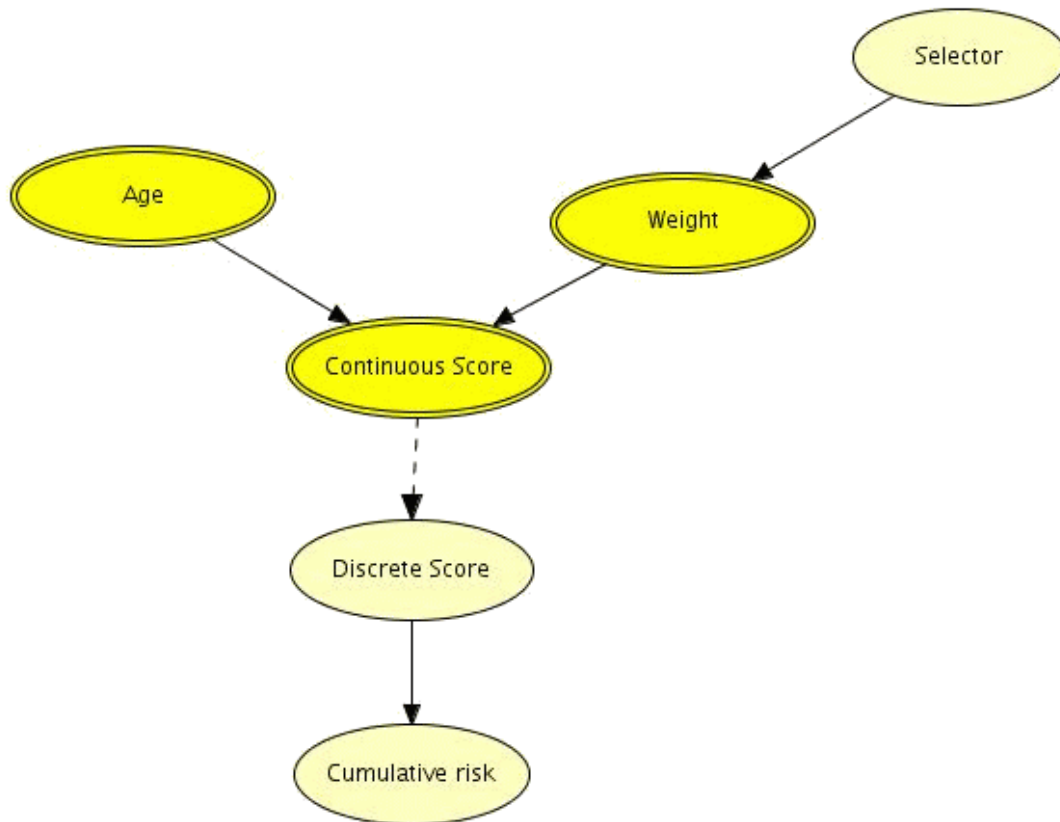 Selector
Age
Weight
Continuous Score
Discrete Score
Cumulative risk